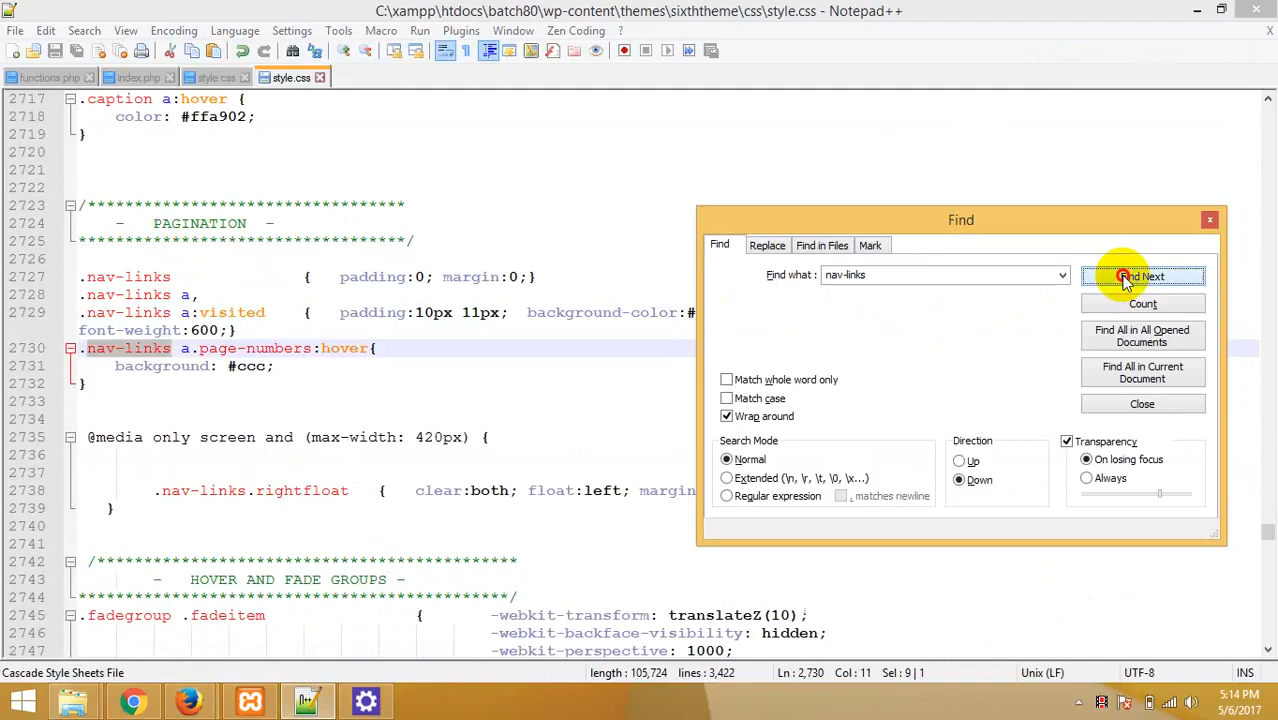 C:\xampp\htdocs\batch80\wp-content\themes\sixththeme\css\style.css - Notepad++
File Edit Search View Encoding Language Settings Tools Macro Run Plugins Window Zen Coding ? X
functions.php index.php style.css style.css
2717 .caption a:hover {
2718 color: #ffa902;
2719 }
2720
2721
2722
2723 /***********************************
2724 - PAGINATION -
2725 ************************************/
2726
2727 .nav-links { padding:0; margin:0;}
2728 .nav-links a,
2729 .nav-links a:visited { padding:10px 11px; background-color:#
font-weight:600;}
2730 .nav-links a.page-numbers:hover{
2731 background: #ccc;
2732 }
2733
2734
2735 @media only screen and (max-width: 420px) {
2736
2737
2738 .nav-links.rightfloat { clear:both; float:left; margin
2739 }
2740
2741
2742 /***********************************************
2743 - HOVER AND FADE GROUPS -
2744 ***********************************************/
2745 .fadegroup .fadeitem { -webkit-transform: translateZ(10);
2746 -webkit-backface-visibility: hidden;
2747 -webkit-perspective: 1000;
Find
Find Replace Find in Files Mark
Find what : nav-links Find Next
Count
Find All in All Opened
Documents
Find All in Current
Document
Close
Match whole word only
Match case
Wrap around
Search Mode
Normal
Extended (\n, \r, \t, \0, \x...)
Regular expression . matches newline
Direction
Up
Down
Transparency
On losing focus
Always
Cascade Style Sheets File length : 105,724 lines : 3,422 Ln : 2,730 Col : 11 Sel : 9 | 1 Unix (LF) UTF-8 INS
5:14 PM
5/6/2017